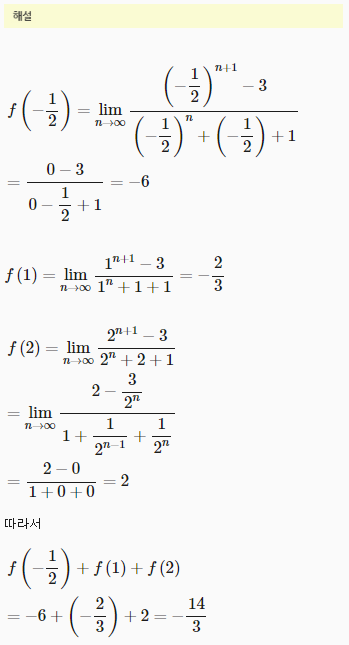 해설
f(-1/2) = lim_{n→∞} ((-1/2)^{n+1} - 3)/((-1/2)^n + (-1/2) + 1)
= (0 - 3)/(0 - 1/2 + 1) = -6
f(1) = lim_{n→∞} (1^{n+1} - 3)/(1^n + 1 + 1) = -2/3
f(2) = lim_{n→∞} (2^{n+1} - 3)/(2^n + 2 + 1)
= lim_{n→∞} (2 - 3/2^n)/(1 + 1/2^{n-1} + 1/2^n)
= (2 - 0)/(1 + 0 + 0) = 2
따라서
f(-1/2) + f(1) + f(2)
= -6 + (-2/3) + 2 = -14/3